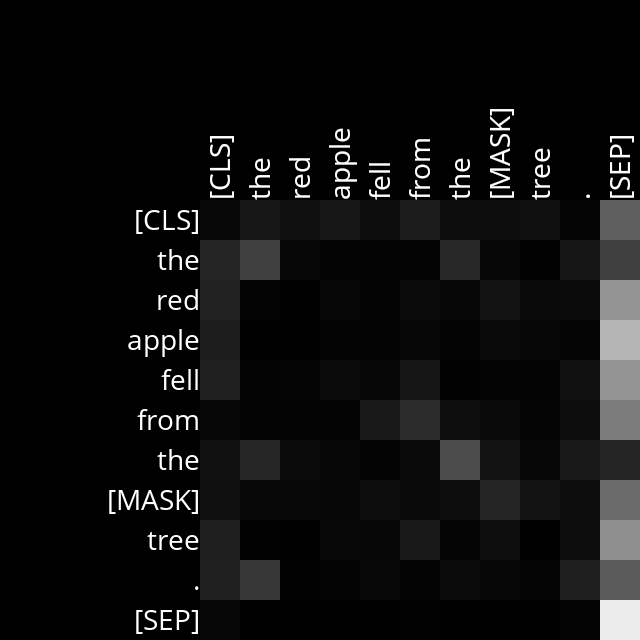 [CLS] the red apple fell from the [MASK] tree . [SEP]
[CLS]
the
red
apple
fell
from
the
[MASK]
tree
.
[SEP]